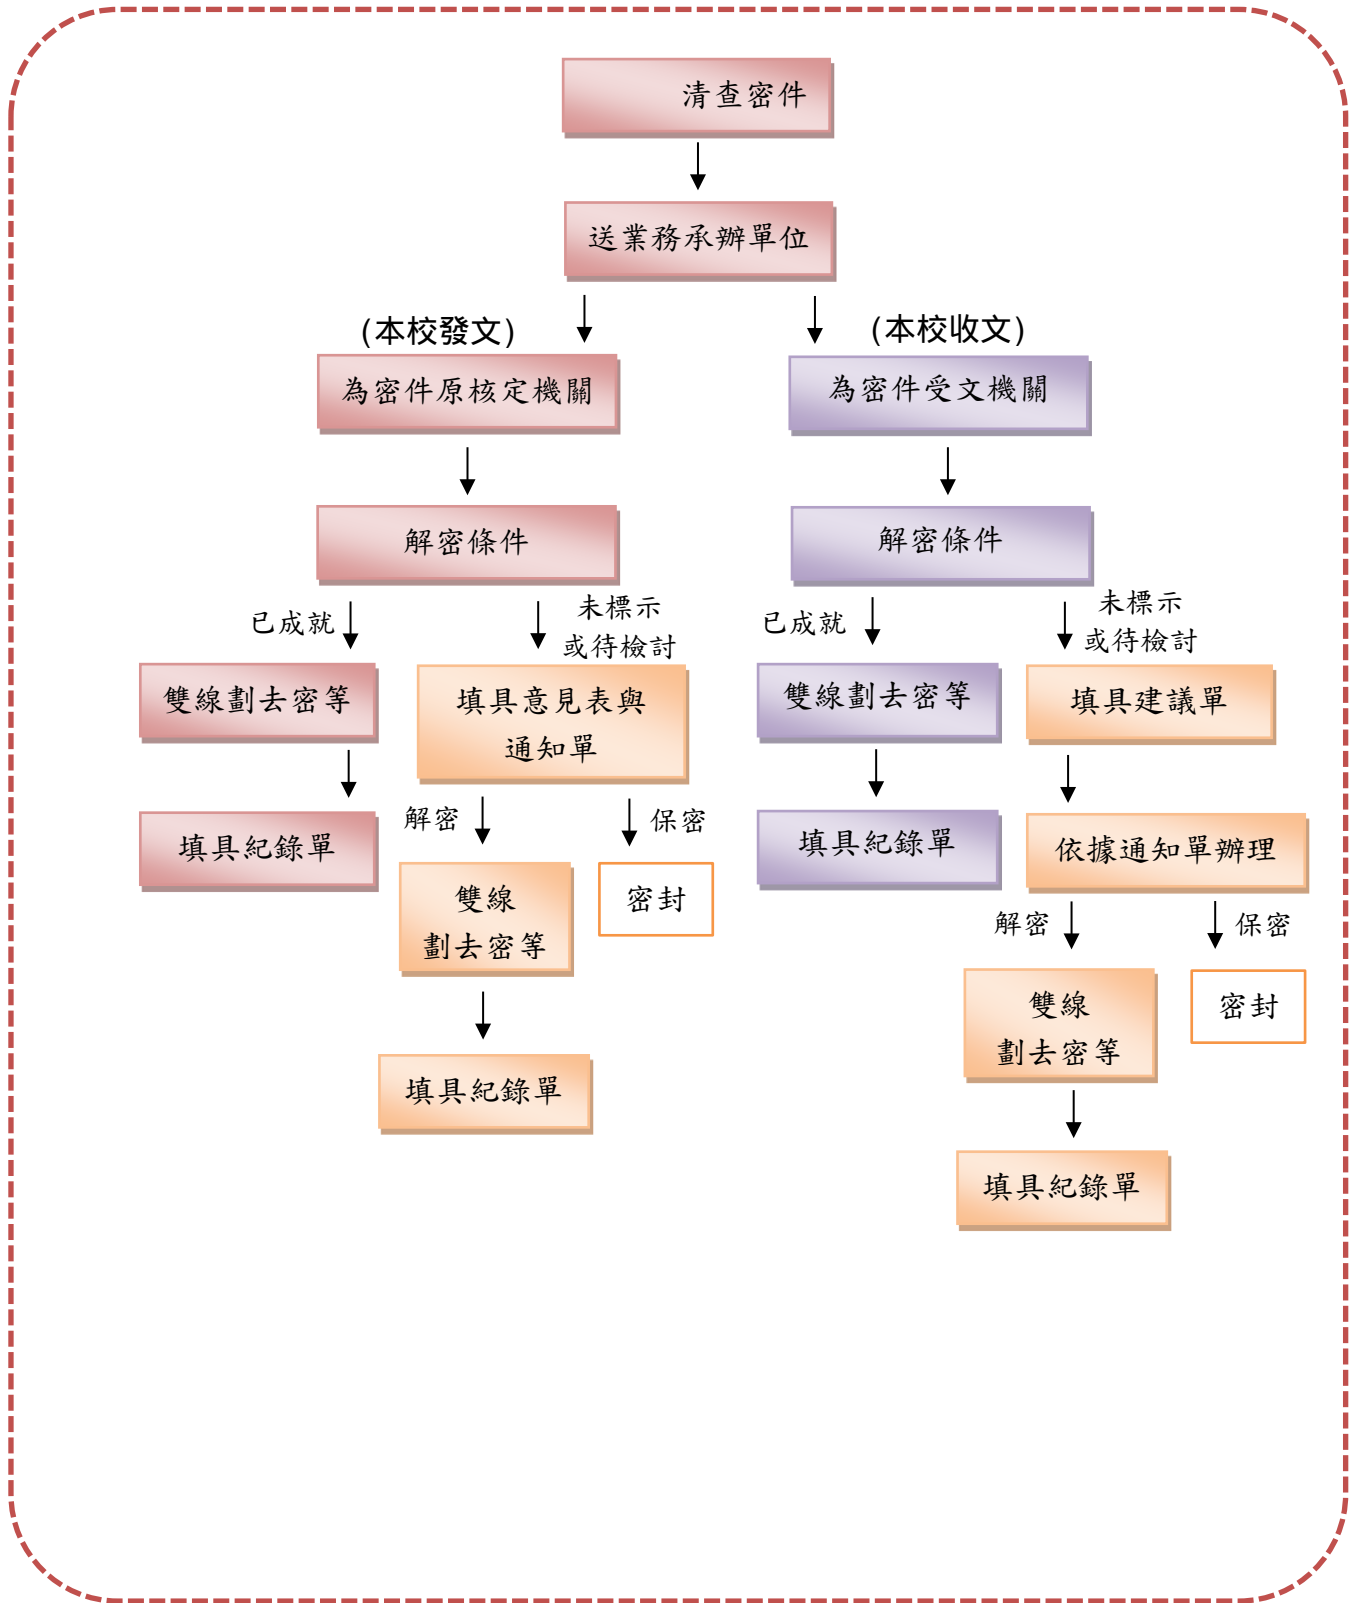 清查密件
送業務承辦單位
(本校發文)
(本校收文)
為密件原核定機關
為密件受文機關
解密條件
解密條件
已成就
未標示
或待檢討
已成就
未標示
或待檢討
雙線劃去密等
填具意見表與
通知單
雙線劃去密等
填具建議單
解密
保密
填具紀錄單
填具紀錄單
依據通知單辦理
雙線
劃去密等
密封
解密
保密
雙線
劃去密等
密封
填具紀錄單
填具紀錄單